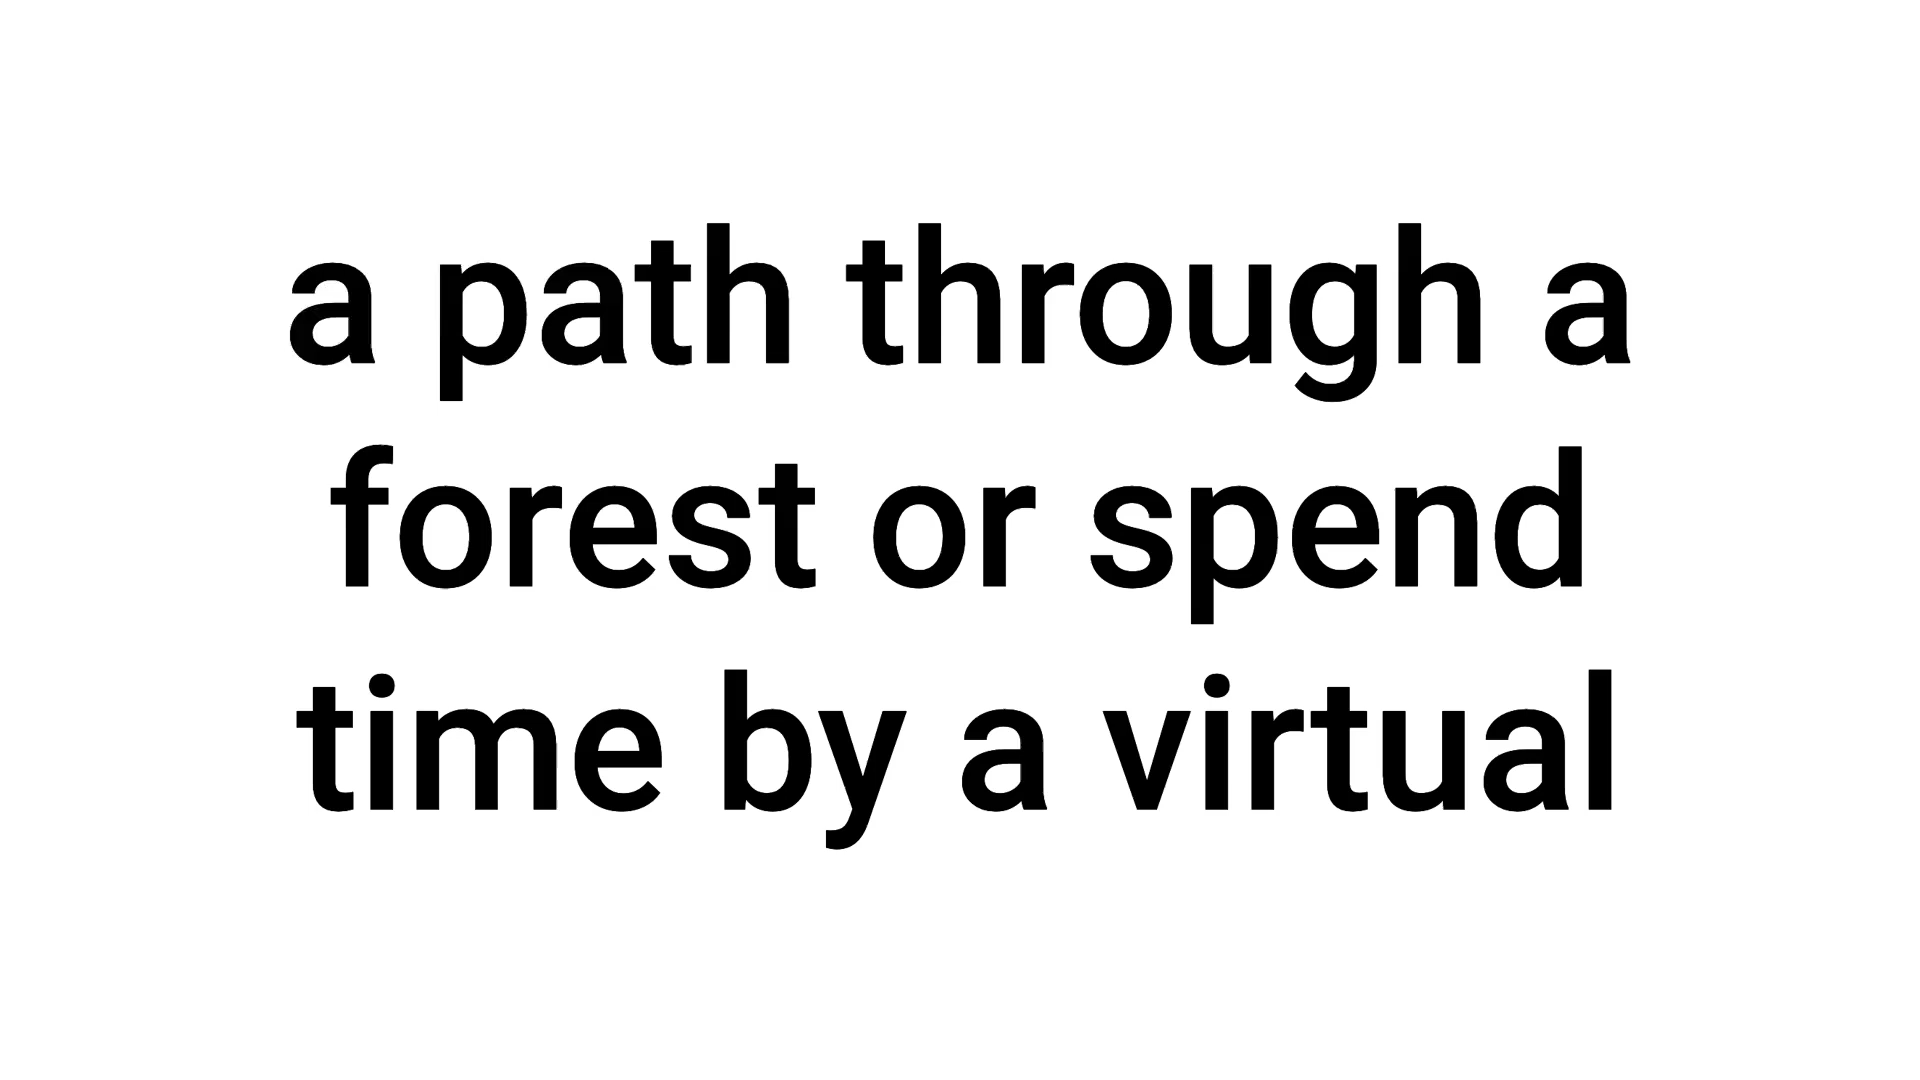 a path through a
forest or spend
time by a virtual